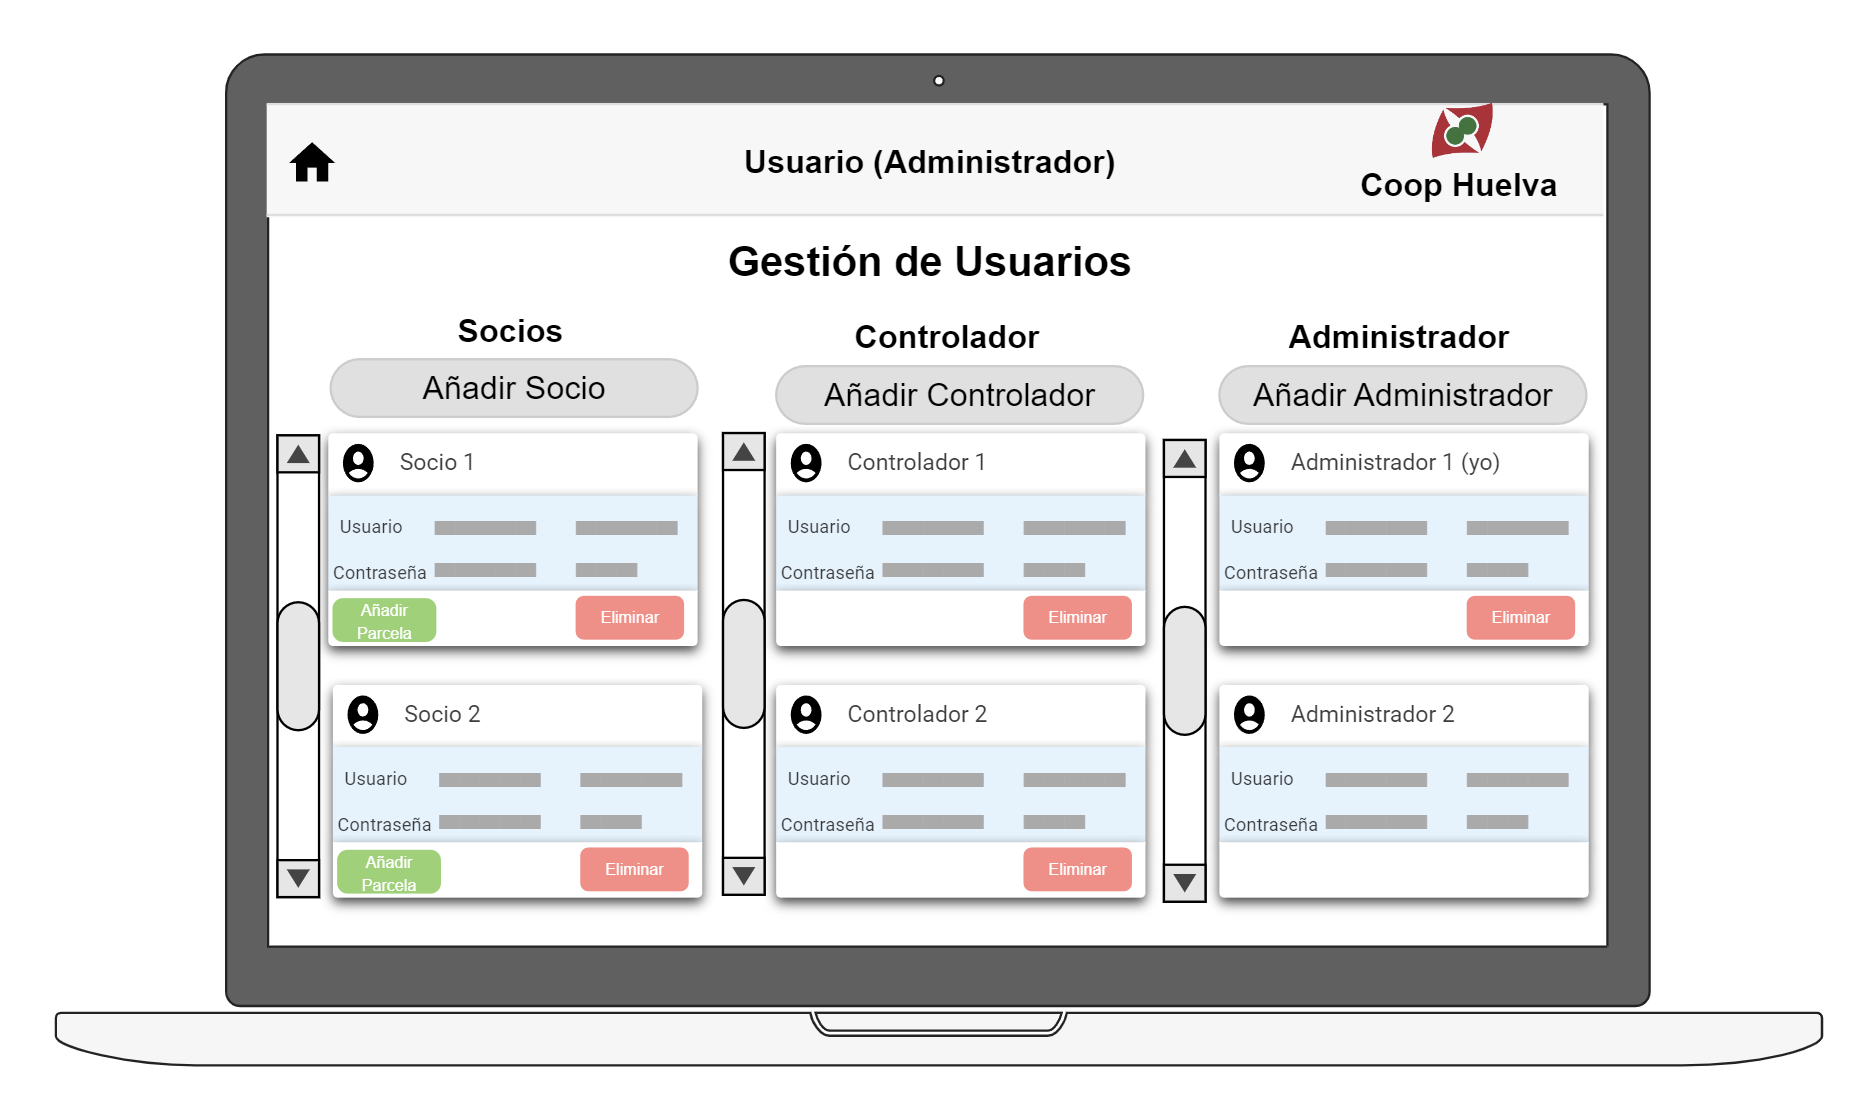 Usuario (Administrador)
Coop Huelva
Gestión de Usuarios
Socios
Añadir Socio
Socio 1
Usuario
Contraseña
Añadir
Parcela
Eliminar
Socio 2
Usuario
Contraseña
Añadir
Parcela
Eliminar
Controlador
Añadir Controlador
Controlador 1
Usuario
Contraseña
Eliminar
Controlador 2
Usuario
Contraseña
Eliminar
Administrador
Añadir Administrador
Administrador 1 (yo)
Usuario
Contraseña
Eliminar
Administrador 2
Usuario
Contraseña